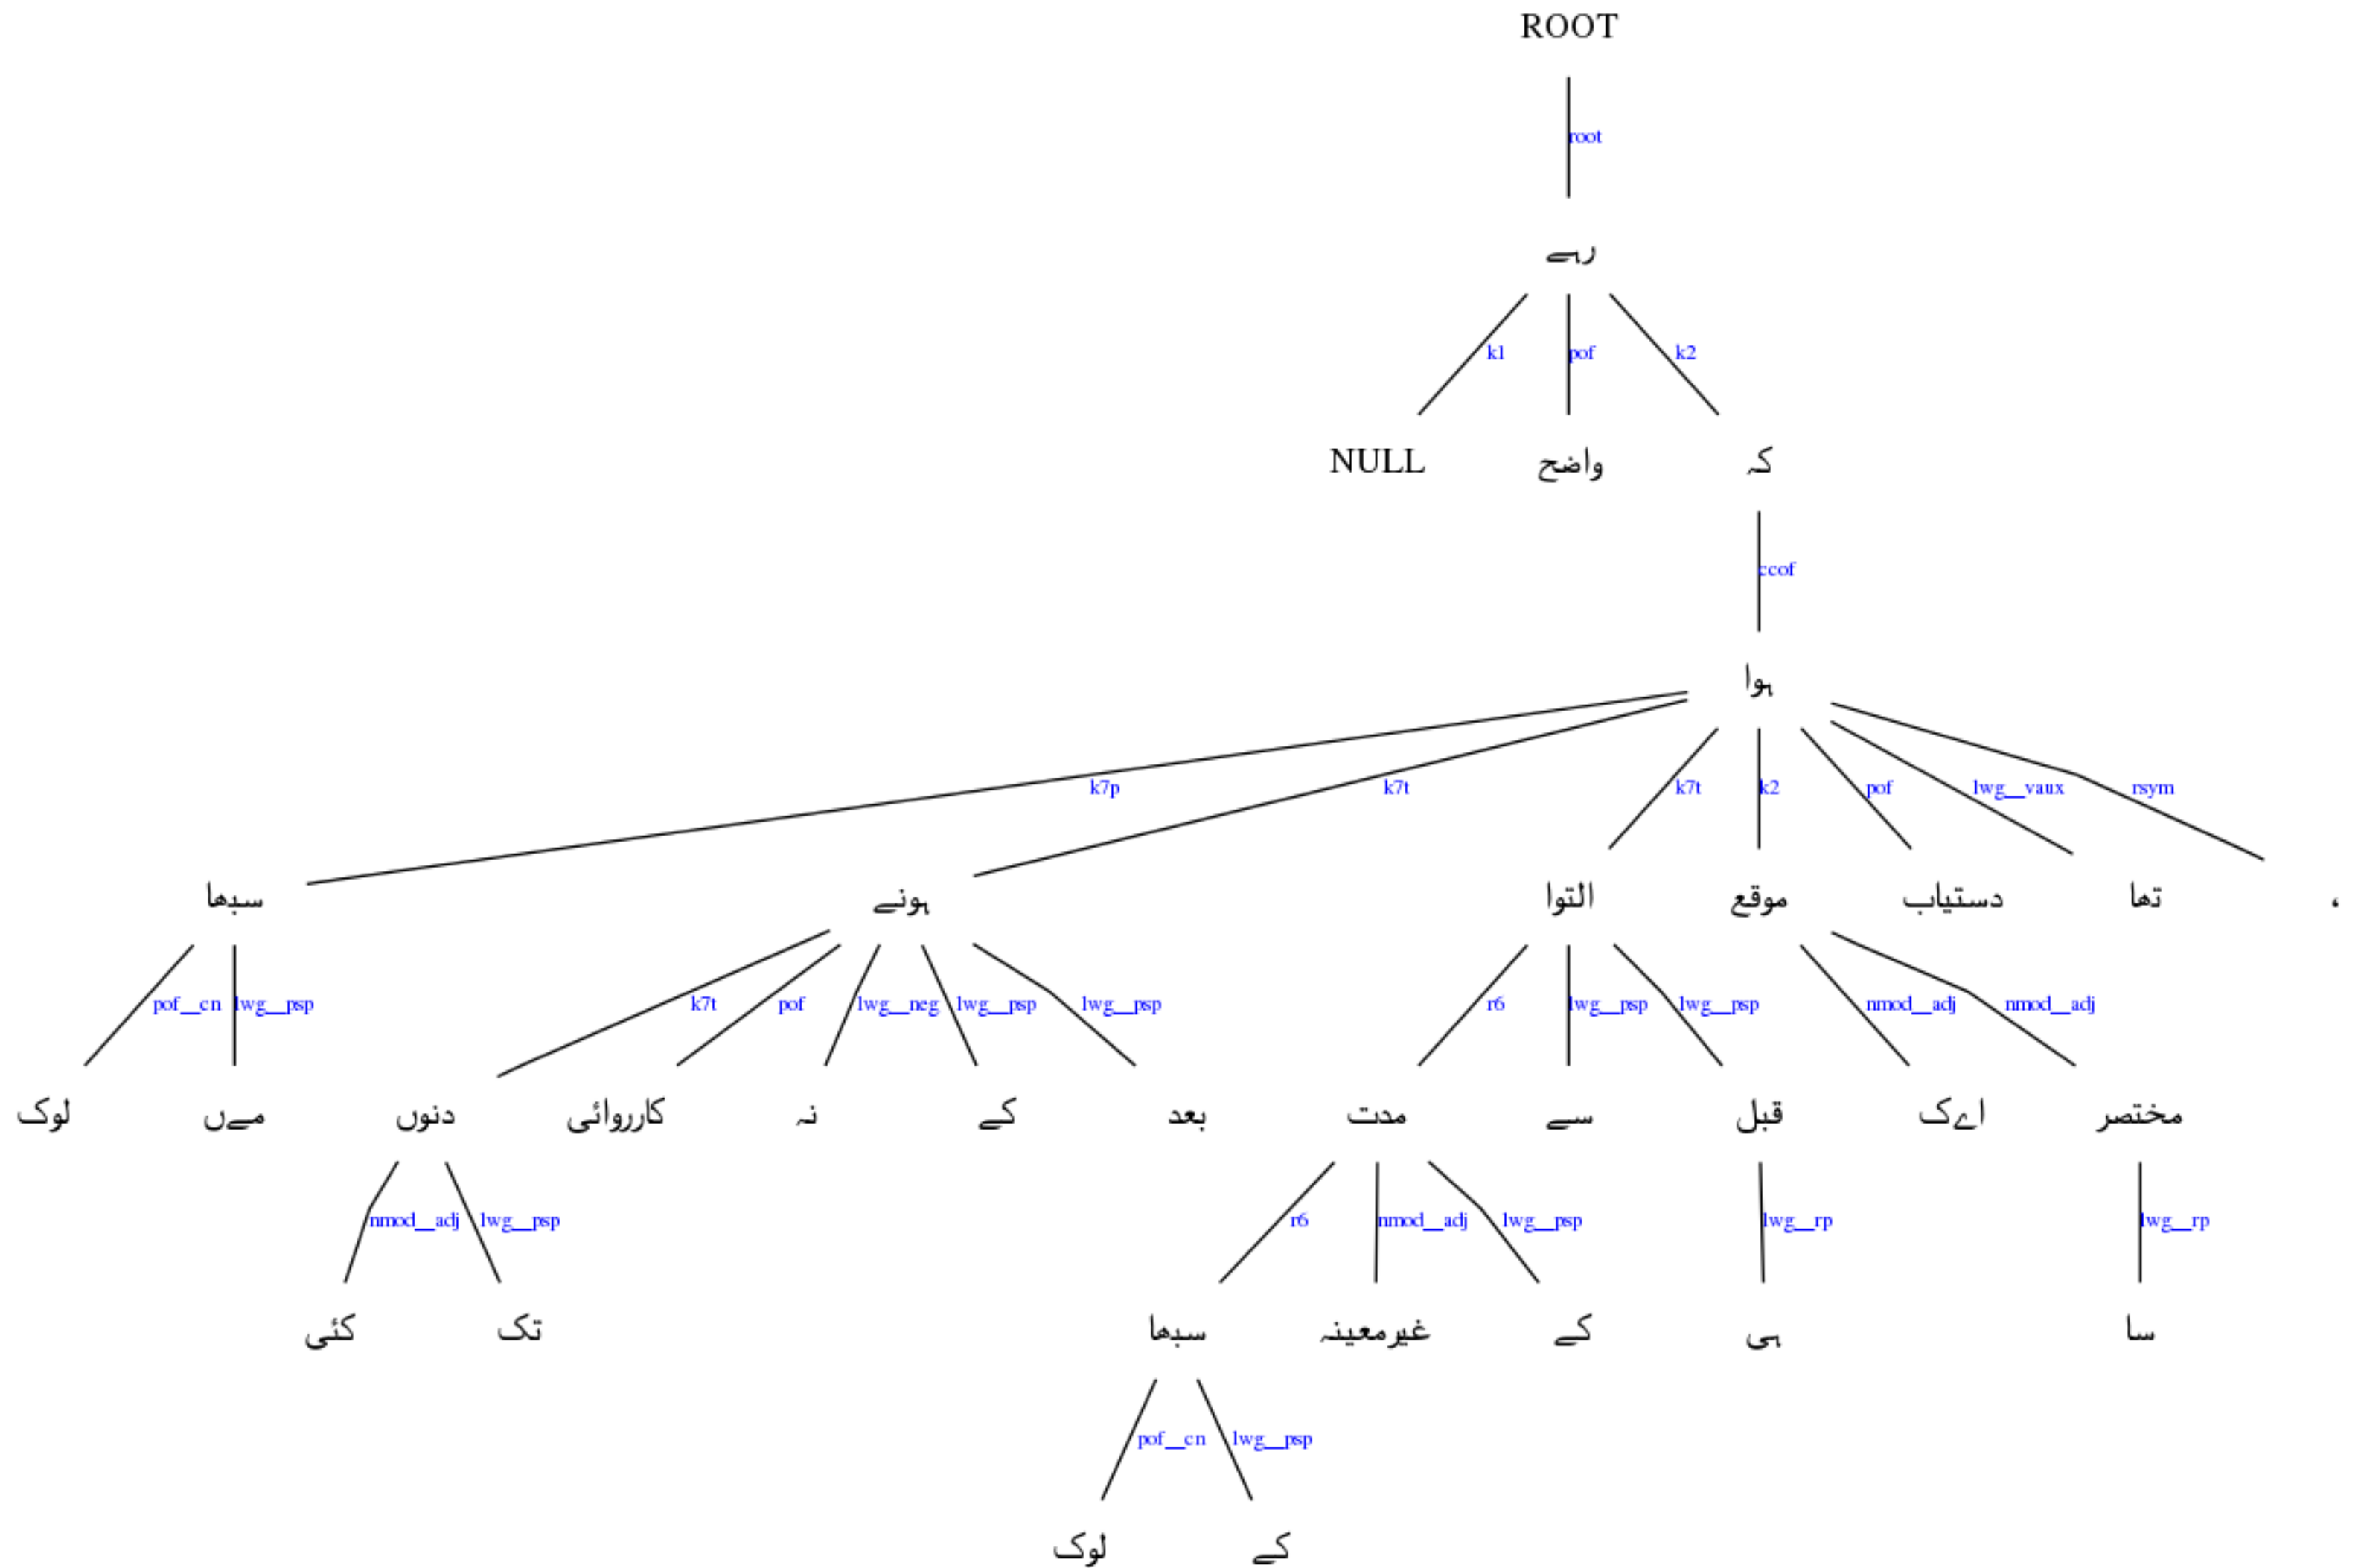 ROOT
root
رہے
k1 pof k2
NULL واضح کہ
ccof
ہوا
k7p k7t k7t k2 pof lwg__vaux rsym
سبھا ہونے التوا موقع دستیاب تھا ،
pof__cn lwg__psp k7t pof lwg__neg lwg__psp lwg__psp r6 lwg__psp lwg__psp nmod__adj nmod__adj
لوک مےں دنوں کارروائی نہ کے بعد مدت سے قبل اےک مختصر
nmod__adj lwg__psp r6 nmod__adj lwg__psp lwg__rp lwg__rp
کئی تک سبھا غیرمعینہ کے ہی سا
pof__cn lwg__psp
لوک کے